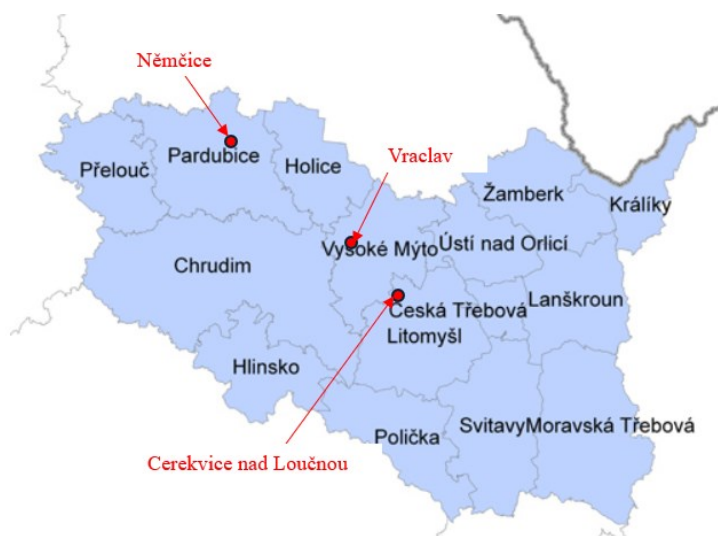 Němčice
Pardubice
Přelouč
Holice
Vraclav
Žamberk
Králíky
Vysoké Mýto
Ústí nad Orlicí
Chrudim
Lanškroun
Česká Třebová
Litomyšl
Hlinsko
Svitavy
Moravská Třebová
Polička
Cerekvice nad Loučnou